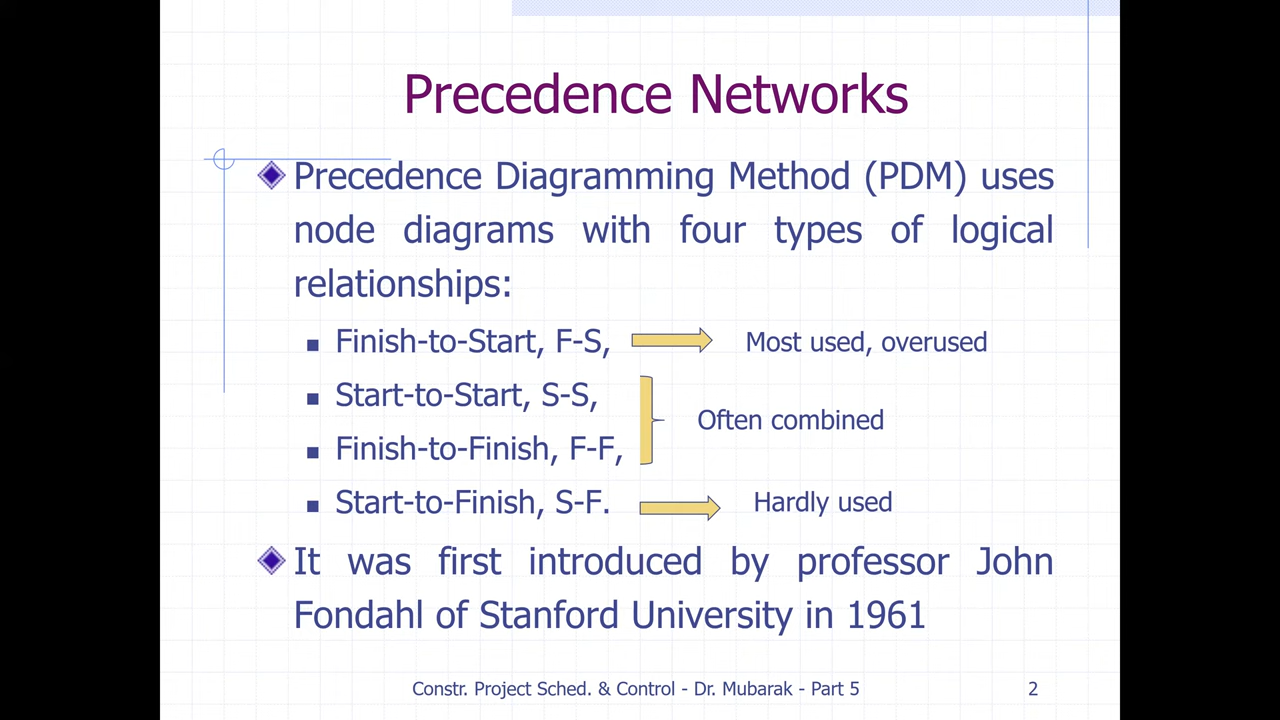 Precedence Networks
Precedence Diagramming Method (PDM) uses
node diagrams with four types of logical
relationships:
Finish-to-Start, F-S,
Most used, overused
Start-to-Start, S-S,
Often combined
Finish-to-Finish, F-F,
Start-to-Finish, S-F.
Hardly used
It was first introduced by professor John
Fondahl of Stanford University in 1961
Constr. Project Sched. & Control - Dr. Mubarak - Part 5
2